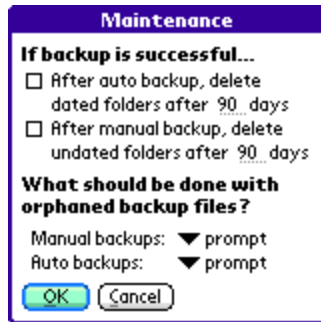 Maintenance
If backup is successful...
After auto backup, delete
dated folders after 90 days
After manual backup, delete
undated folders after 90 days
What should be done with
orphaned backup files?
Manual backups: prompt
Auto backups: prompt
OK Cancel